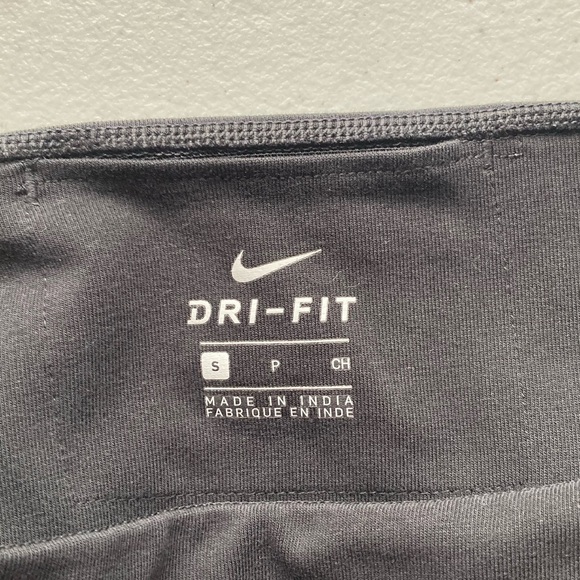 DRI-FIT
S P CH
MADE IN INDIA
FABRIQUE EN INDE